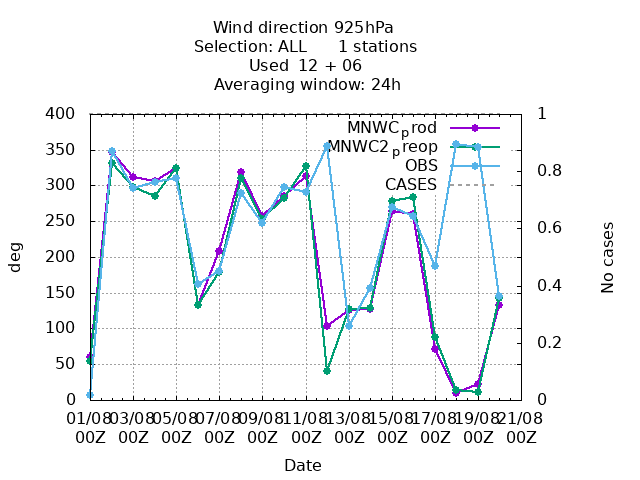 Wind direction 925hPa
Selection: ALL      1 stations
Used  12 + 06
Averaging window: 24h
400 1
MNWCprod
350 MNWC2preop
OBS
0.8
300 CASES
250
0.6
200
deg No cases
150 0.4
100
0.2
50
0 0
01/08 03/08 05/08 07/08 09/08 11/08 13/08 15/08 17/08 19/08 21/08
00Z 00Z 00Z 00Z 00Z 00Z 00Z 00Z 00Z 00Z 00Z
Date